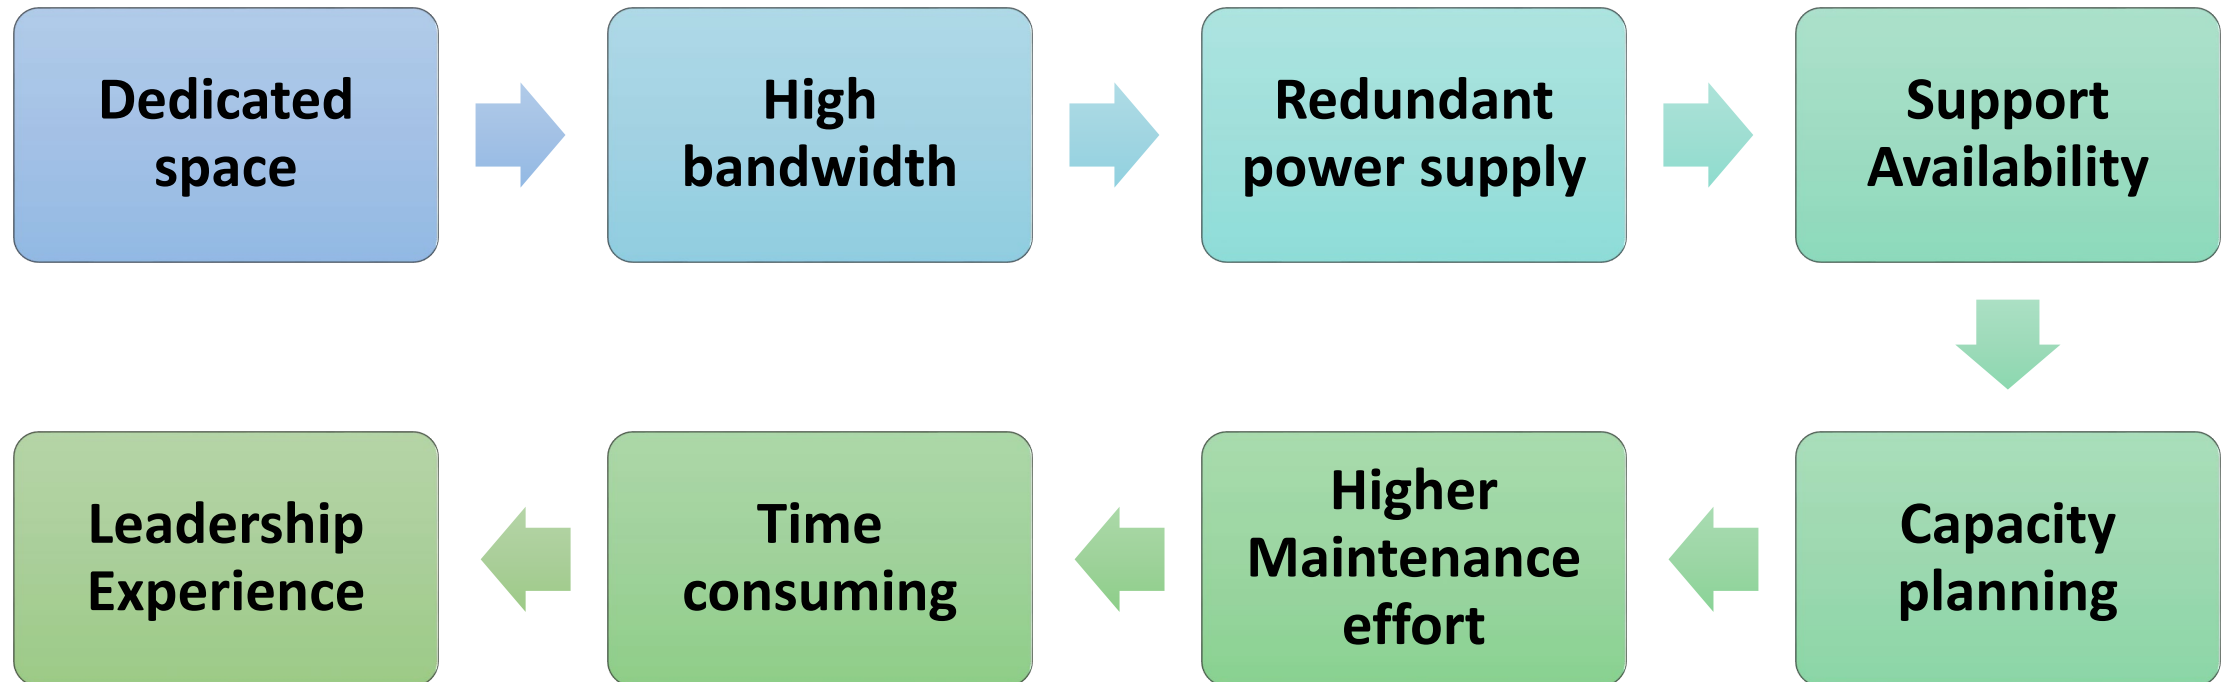 Dedicated
space
High
bandwidth
Redundant
power supply
Support
Availability
Capacity
planning
Higher
Maintenance
effort
Time
consuming
Leadership
Experience